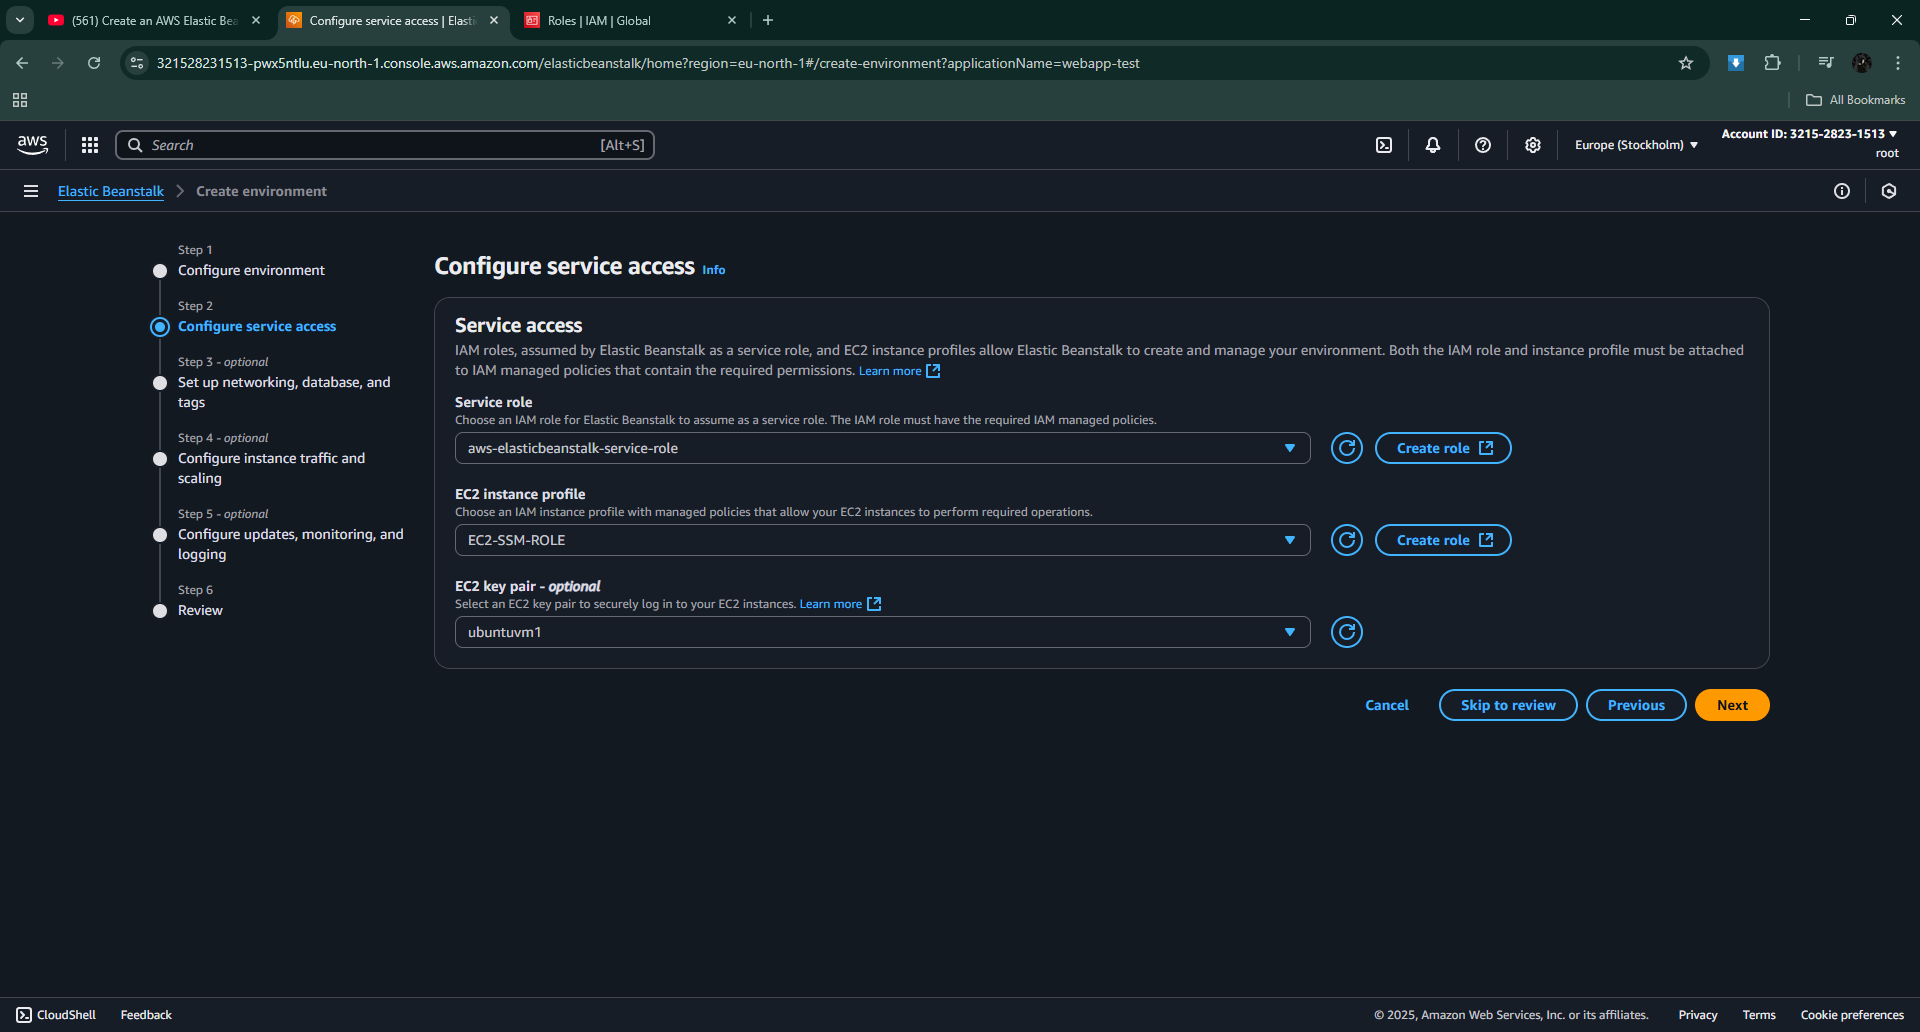 (561) Create an AWS Elastic Bea
Configure service access | Elasti
Roles | IAM | Global
321528231513-pwx5ntlu.eu-north-1.console.aws.amazon.com/elasticbeanstalk/home?region=eu-north-1#/create-environment?applicationName=webapp-test
All Bookmarks
aws
Search
[Alt+S]
Europe (Stockholm)
Account ID: 3215-2823-1513
root
Elastic Beanstalk
Create environment
Step 1
Configure environment
Step 2
Configure service access
Step 3 - optional
Set up networking, database, and
tags
Step 4 - optional
Configure instance traffic and
scaling
Step 5 - optional
Configure updates, monitoring, and
logging
Step 6
Review
Configure service access Info
Service access
IAM roles, assumed by Elastic Beanstalk as a service role, and EC2 instance profiles allow Elastic Beanstalk to create and manage your environment. Both the IAM role and instance profile must be attached
to IAM managed policies that contain the required permissions. Learn more
Service role
Choose an IAM role for Elastic Beanstalk to assume as a service role. The IAM role must have the required IAM managed policies.
aws-elasticbeanstalk-service-role
Create role
EC2 instance profile
Choose an IAM instance profile with managed policies that allow your EC2 instances to perform required operations.
EC2-SSM-ROLE
Create role
EC2 key pair - optional
Select an EC2 key pair to securely log in to your EC2 instances. Learn more
ubuntuvm1
Cancel
Skip to review
Previous
Next
CloudShell
Feedback
© 2025, Amazon Web Services, Inc. or its affiliates.
Privacy
Terms
Cookie preferences